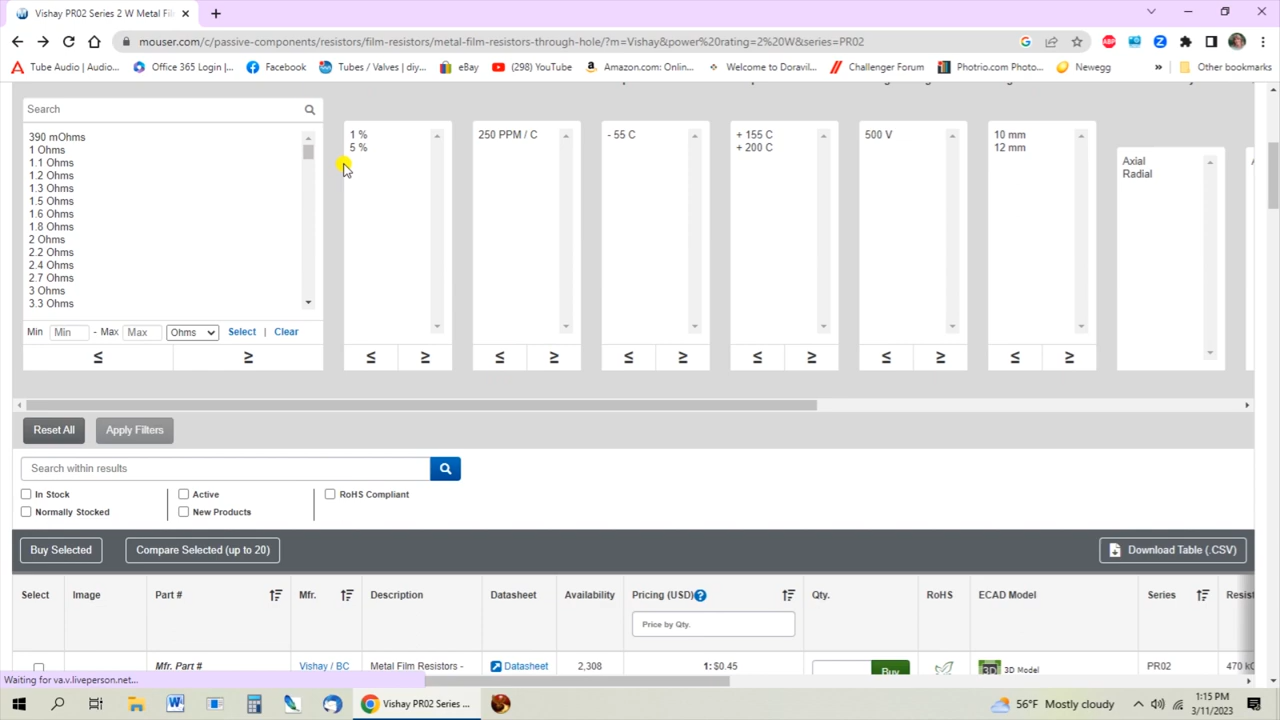 Vishay PR02 Series 2 W Metal Fil
mouser.com/c/passive-components/resistors/film-resistors/metal-film-resistors-through-hole/?m=Vishay&power%20rating=2%20W&series=PR02
Tube Audio | Audio...
Office 365 Login |...
Facebook
Tubes / Valves | diy...
eBay
(298) YouTube
Amazon.com: Onlin...
Welcome to Doravil...
Challenger Forum
Photrio.com Photo...
Newegg
»
Other bookmarks
Search
390 mOhms
1 Ohms
1.1 Ohms
1.2 Ohms
1.3 Ohms
1.5 Ohms
1.6 Ohms
1.8 Ohms
2 Ohms
2.2 Ohms
2.4 Ohms
2.7 Ohms
3 Ohms
3.3 Ohms
Min Min - Max Max Ohms Select | Clear
≤ ≥
1 %
5 %
≤ ≥
250 PPM / C
≤ ≥
- 55 C
≤ ≥
+ 155 C
+ 200 C
≤ ≥
500 V
≤ ≥
10 mm
12 mm
≤ ≥
Axial
Radial
Reset All Apply Filters
Search within results
In Stock Active RoHS Compliant
Normally Stocked New Products
Buy Selected Compare Selected (up to 20) Download Table (.CSV)
Select Image Part # Mfr. Description Datasheet Availability Pricing (USD) Qty. RoHS ECAD Model Series Resist
Price by Qty.
Mfr. Part # Vishay / BC Metal Film Resistors - Datasheet 2,308 1: $0.45 Buy 3D 3D Model PR02 470 k
Waiting for va.v.liveperson.net...
Vishay PR02 Series ...
56°F Mostly cloudy
1:15 PM
3/11/2023